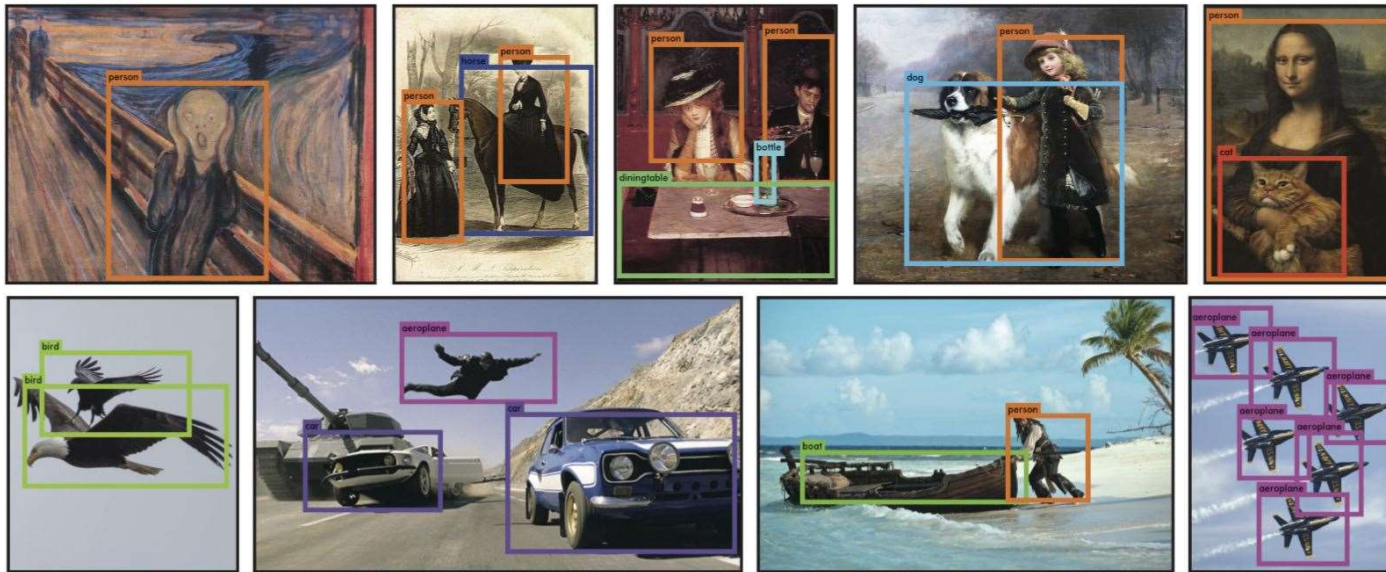 person
person
horse
person
person
person
bottle
diningtable
person
dog
person
cat
bird
bird
aeroplane
car
car
person
boat
aeroplane
aeroplane
aeroplane
aeroplane
aeroplane
aeroplane